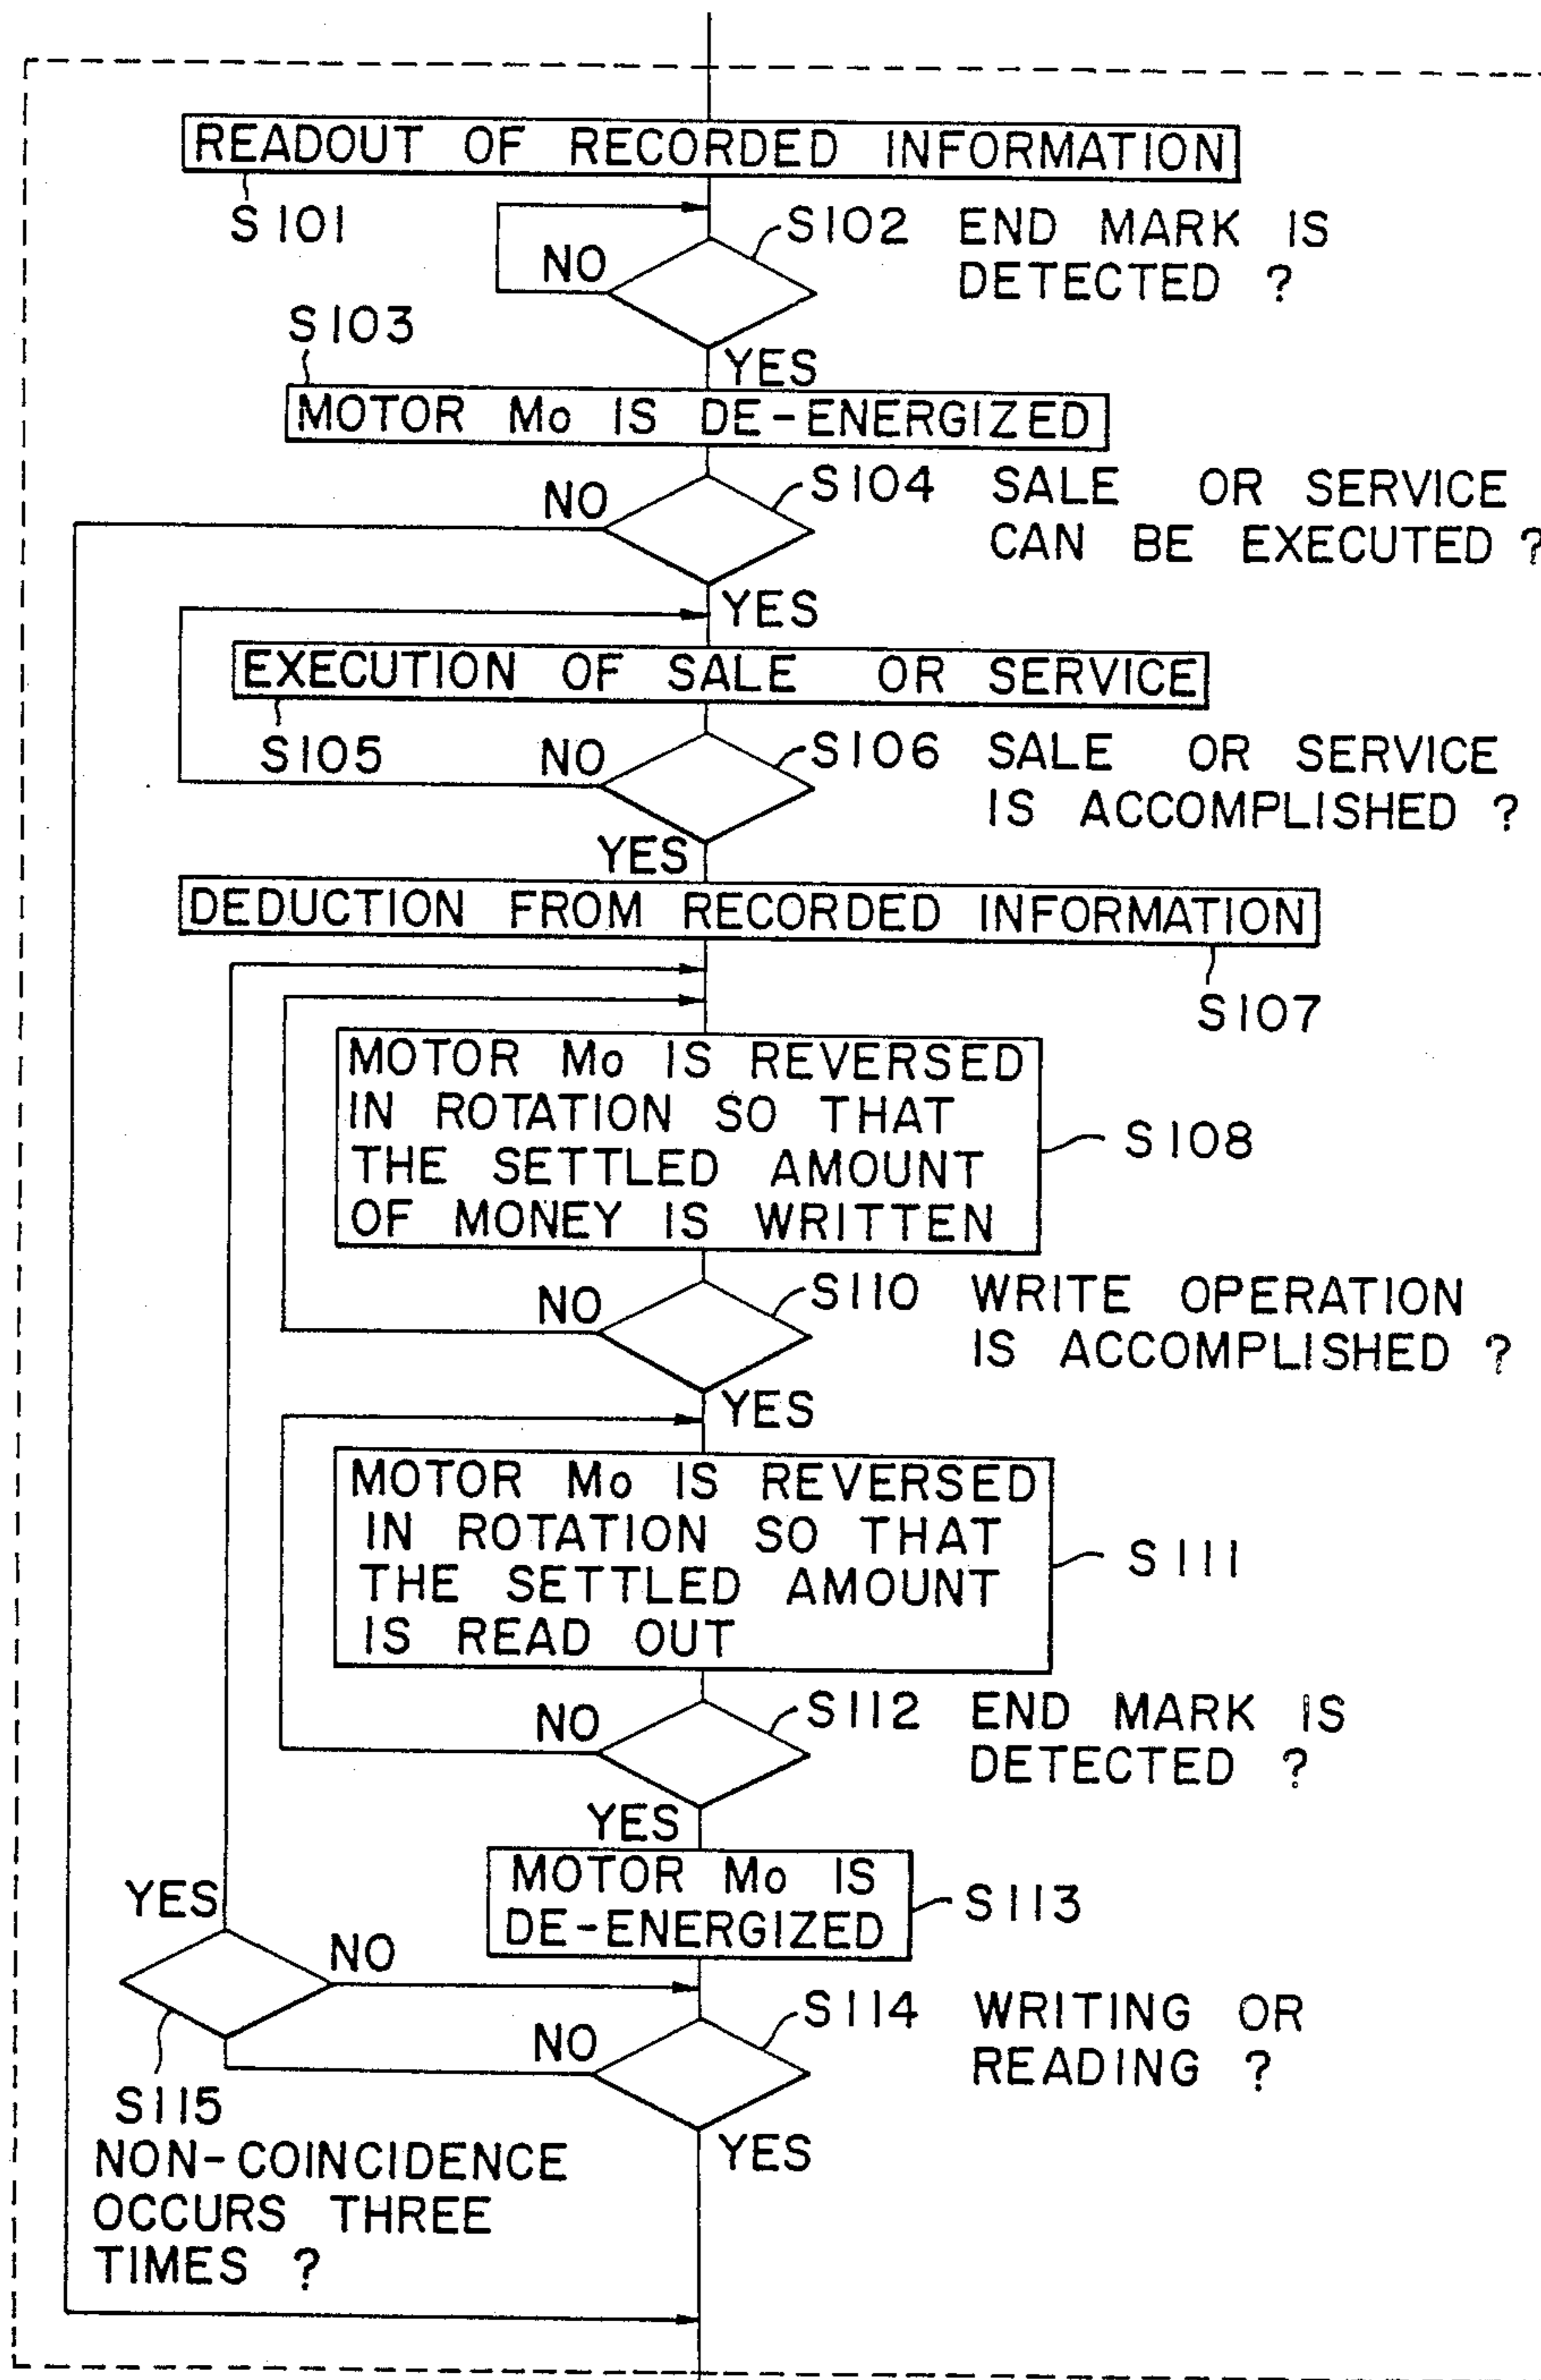 READOUT OF RECORDED INFORMATION
S101
S102 END MARK IS
DETECTED ?
NO
YES
S103
MOTOR Mo IS DE-ENERGIZED
NO
S104 SALE OR SERVICE
CAN BE EXECUTED ?
YES
EXECUTION OF SALE OR SERVICE
S105
NO
S106 SALE OR SERVICE
IS ACCOMPLISHED ?
YES
DEDUCTION FROM RECORDED INFORMATION
S107
MOTOR Mo IS REVERSED
IN ROTATION SO THAT
THE SETTLED AMOUNT
OF MONEY IS WRITTEN
S108
NO
S110 WRITE OPERATION
IS ACCOMPLISHED ?
YES
MOTOR Mo IS REVERSED
IN ROTATION SO THAT
THE SETTLED AMOUNT
IS READ OUT
S111
NO
S112 END MARK IS
DETECTED ?
YES
MOTOR Mo IS
DE-ENERGIZED
S113
YES
NO
NO
S114 WRITING OR
READING ?
YES
S115
NON-COINCIDENCE
OCCURS THREE
TIMES ?